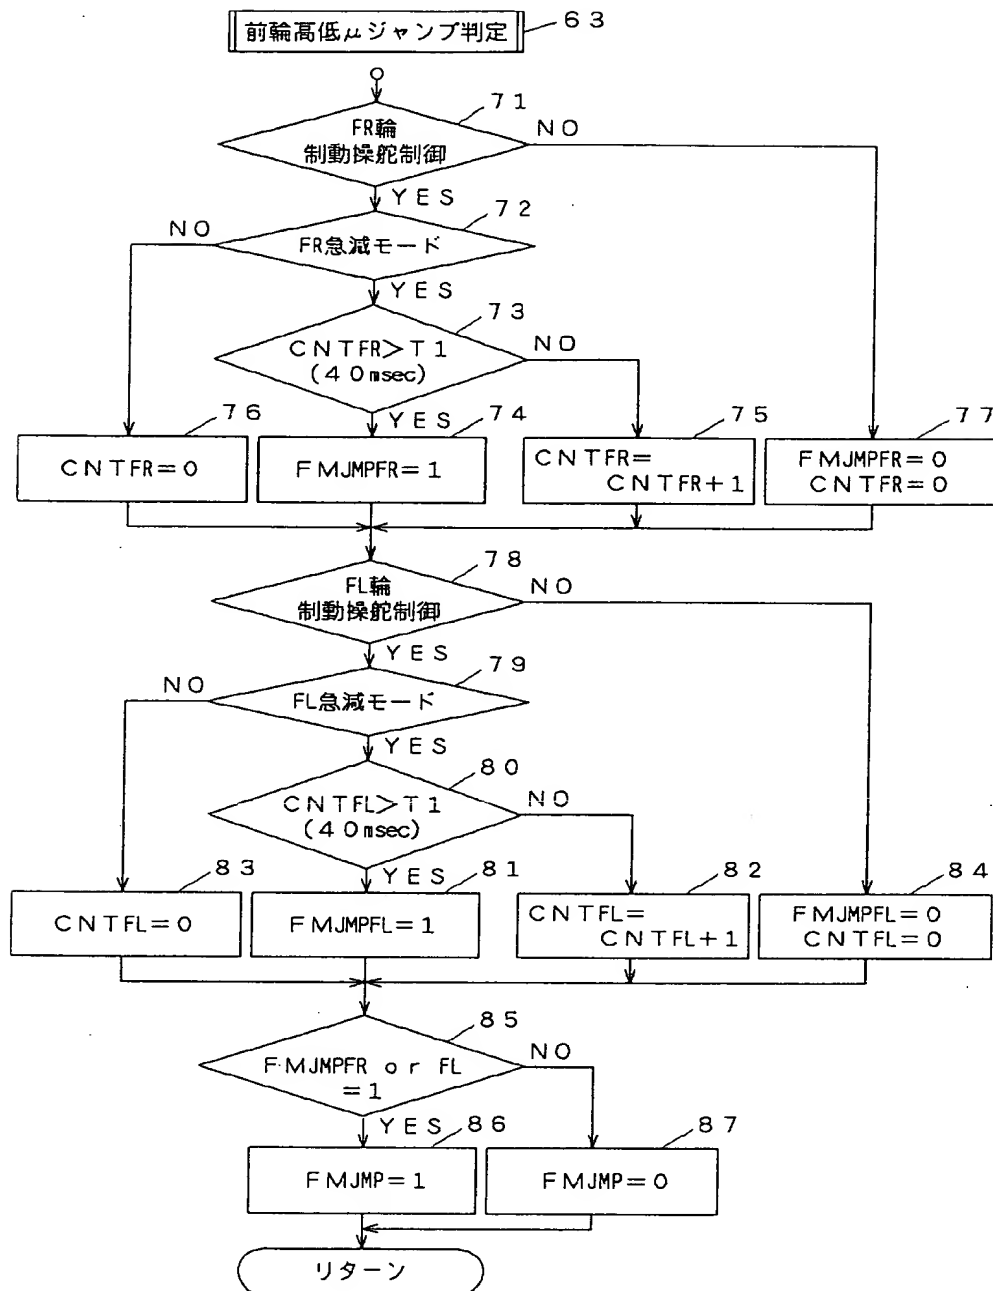 前輪高低μジャンプ判定
63
71
FR輪
制動操舵制御
NO
YES
72
NO
FR急減モード
YES
73
CNTFR>T1
(40msec)
NO
76
YES
74
75
77
CNTFR=0
FMJMPFR=1
CNTFR=
CNTFR+1
FMJMPFR=0
CNTFR=0
78
FL輪
制動操舵制御
NO
YES
79
NO
FL急減モード
YES
80
CNTFL>T1
(40msec)
NO
83
YES
81
82
84
CNTFL=0
FMJMPFL=1
CNTFL=
CNTFL+1
FMJMPFL=0
CNTFL=0
85
FMJMPFR or FL
=1
NO
YES
86
87
FMJMP=1
FMJMP=0
リターン